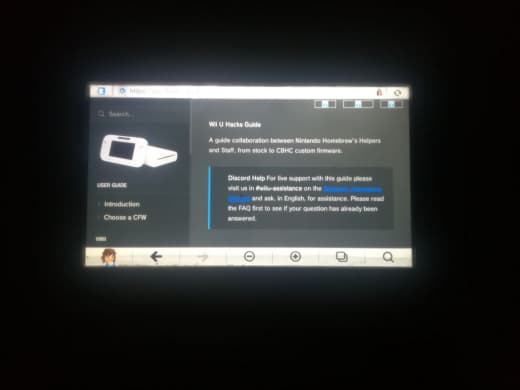 https
Search...
Wii U Hacks Guide
A guide collaboration between Nintendo Homebrew's Helpers
and Staff, from stock to CBHC custom firmware.
USER GUIDE
Introduction
Choose a CFW
Discord Help For live support with this guide please
visit us in #wiiu-assistance on the
and ask, in English, for assistance. Please read
the FAQ first to see if your question has already been
answered.